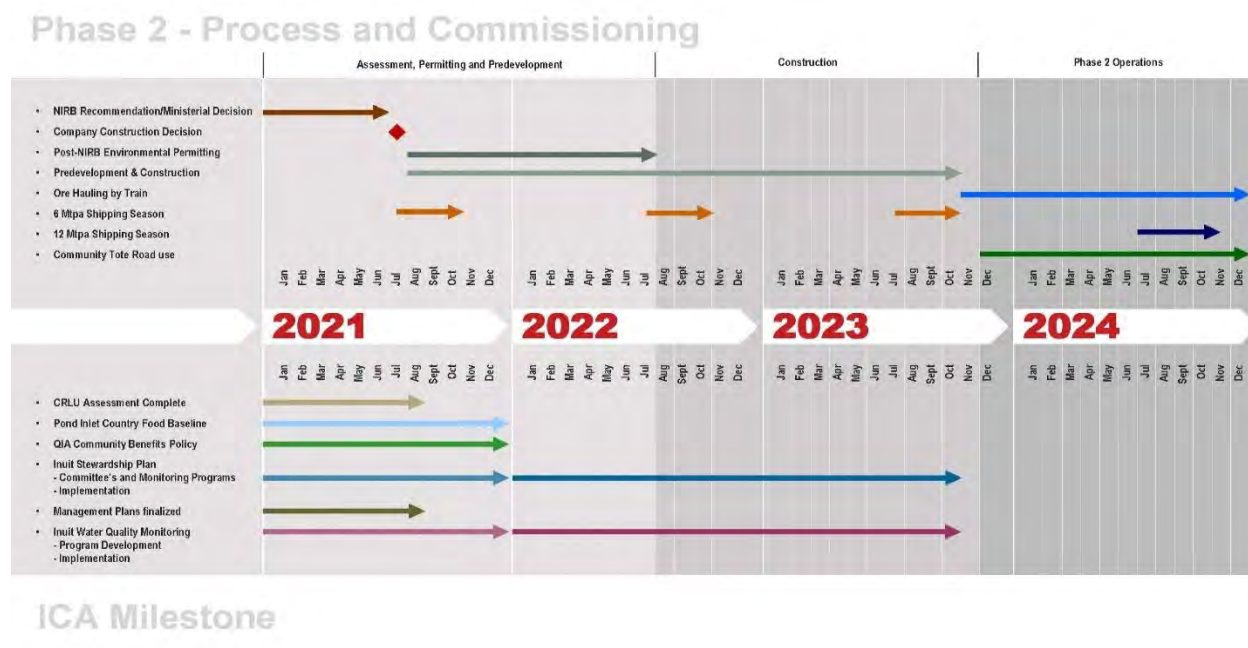 Phase 2 - Process and Commissioning
Assessment, Permitting and Predevelopment
Construction
Phase 2 Operations
• NIRB Recommendation/Ministerial Decision
• Company Construction Decision
• Post-NIRB Environmental Permitting
• Predevelopment & Construction
• Ore Hauling by Train
• 6 Mtpa Shipping Season
• 12 Mtpa Shipping Season
• Community Tote Road use
Jan Feb Mar Apr May Jun Jul Aug Sept Oct Nov Dec Jan Feb Mar Apr May Jun Jul Aug Sept Oct Nov Dec Jan Feb Mar Apr May Jun Jul Aug Sept Oct Nov Dec Jan Feb Mar Apr May Jun Jul Aug Sept Oct Nov Dec
2021 2022 2023 2024
Jan Feb Mar Apr May Jun Jul Aug Sept Oct Nov Dec Jan Feb Mar Apr May Jun Jul Aug Sept Oct Nov Dec Jan Feb Mar Apr May Jun Jul Aug Sept Oct Nov Dec Jan Feb Mar Apr May Jun Jul Aug Sept Oct Nov Dec
• CRLU Assessment Complete
• Pond Inlet Country Food Baseline
• QIA Community Benefits Policy
• Inuit Stewardship Plan
- Committee's and Monitoring Programs
- Implementation
• Management Plans finalized
• Inuit Water Quality Monitoring
- Program Development
- Implementation
ICA Milestone